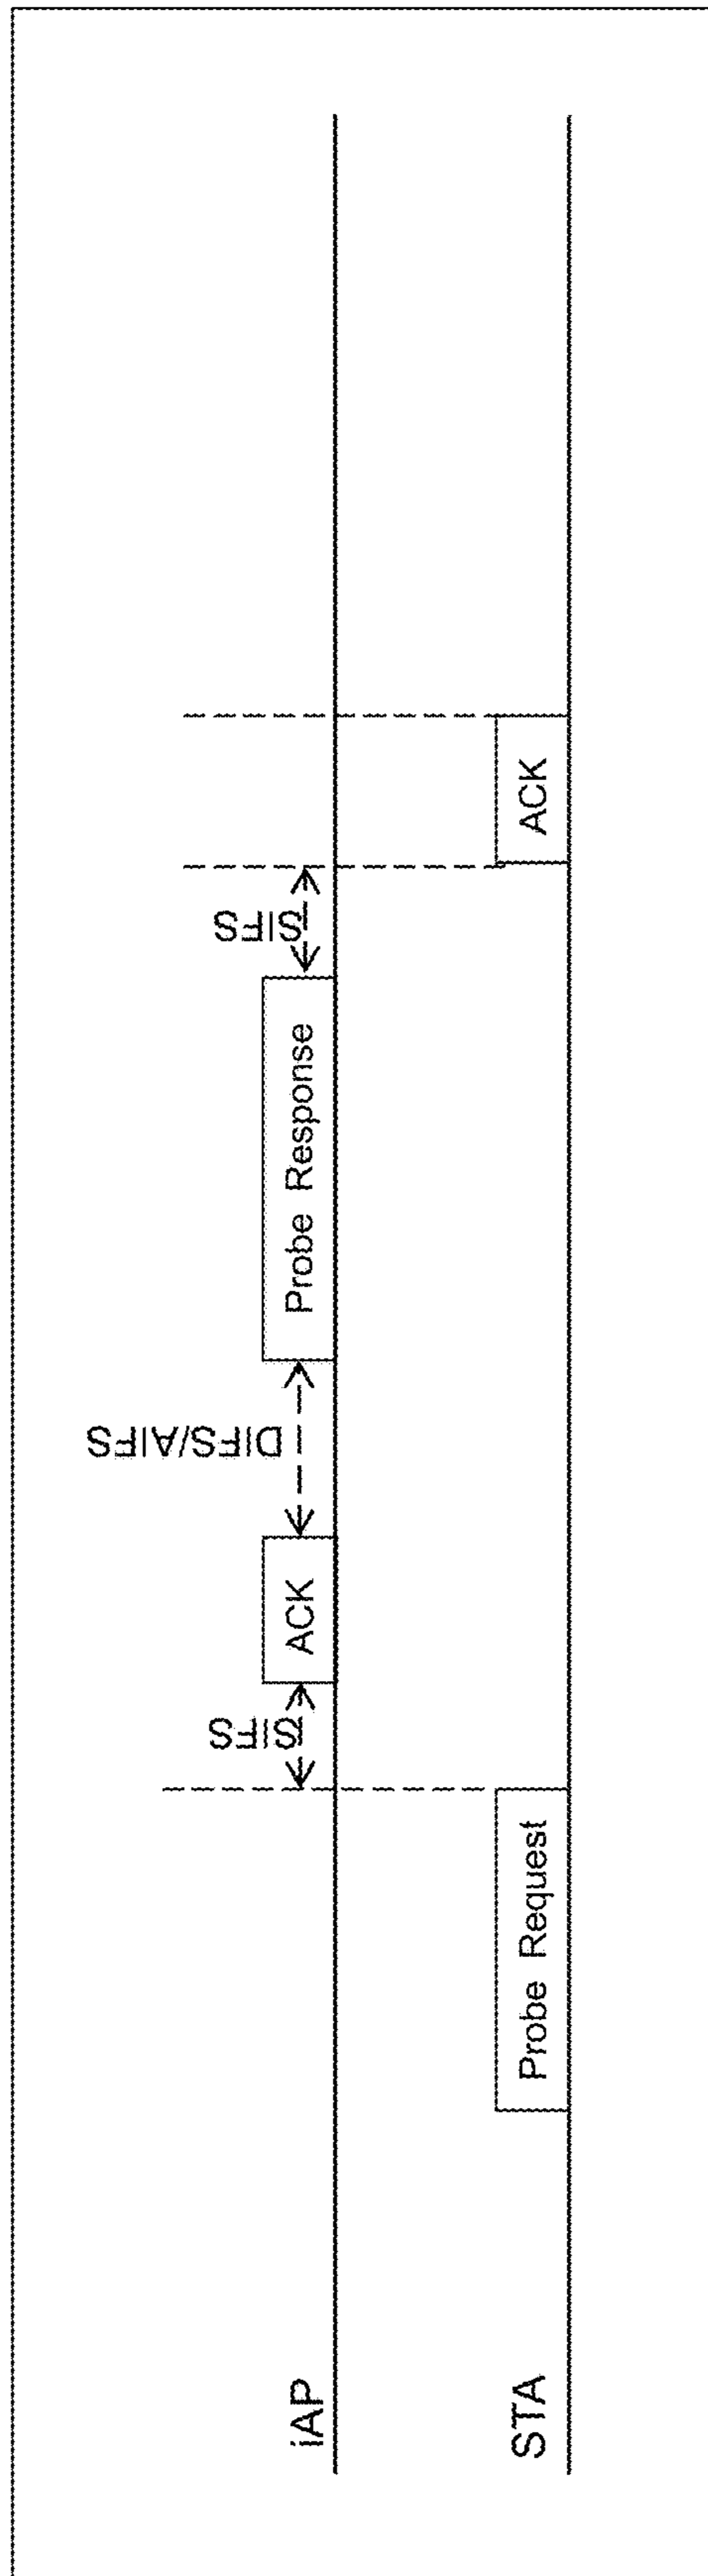 iAP
SIFS
ACK
DIFS/AIFS
Probe Response
SIFS
STA
Probe Request
ACK